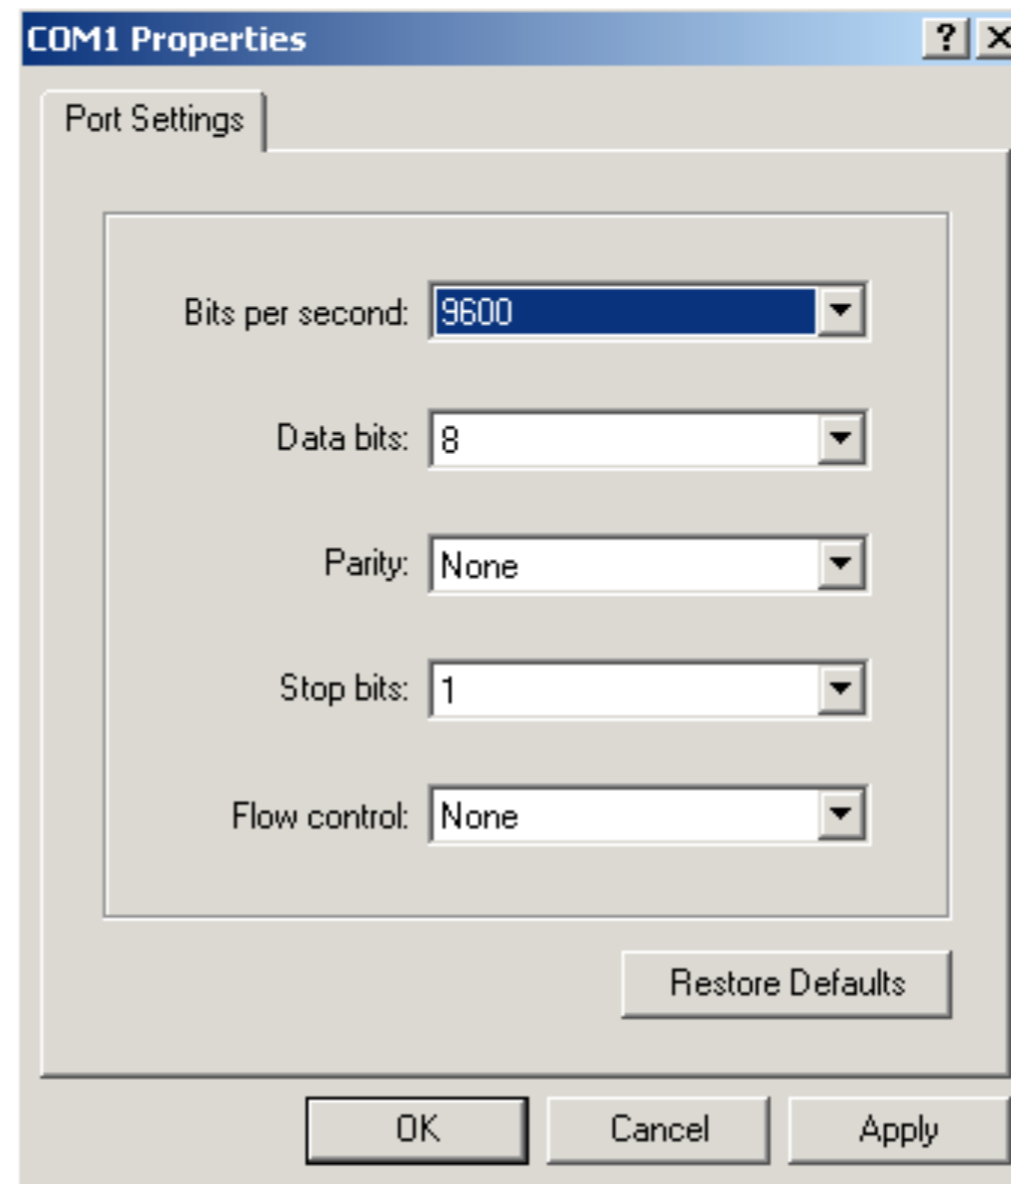 COM1 Properties
Port Settings
Bits per second: 9600
Data bits: 8
Parity: None
Stop bits: 1
Flow control: None
Restore Defaults
OK Cancel Apply